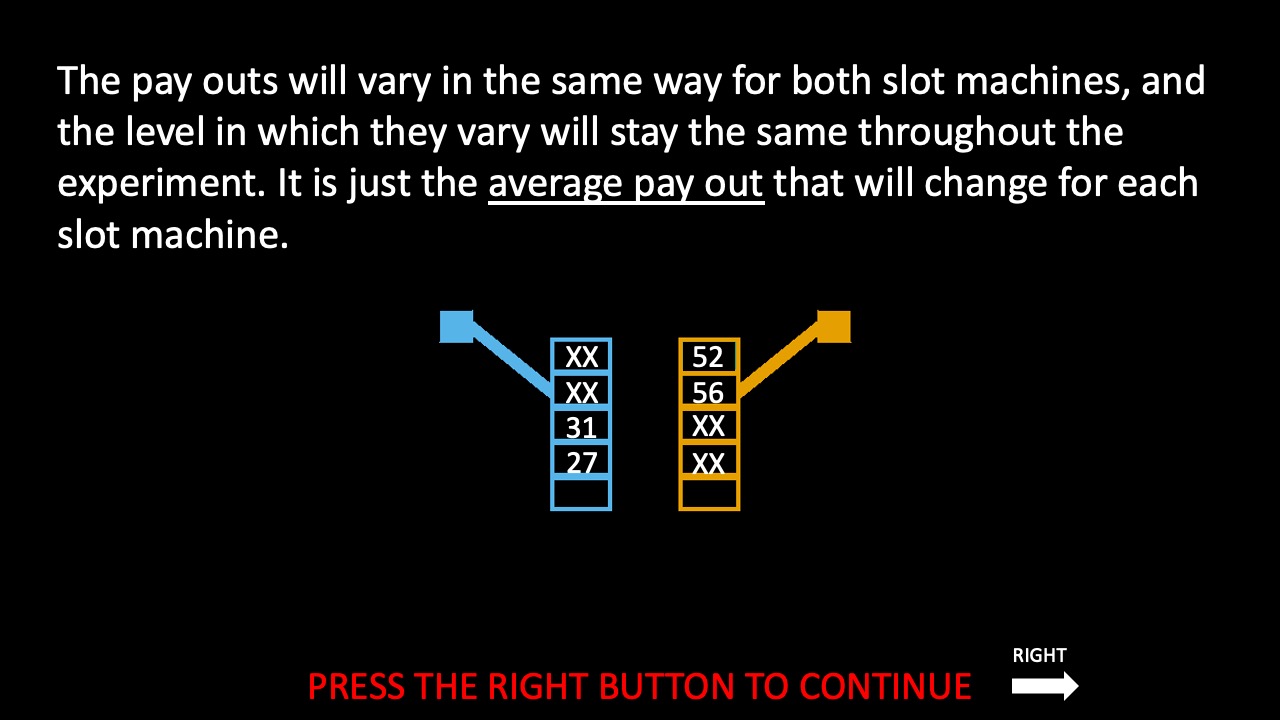 The pay outs will vary in the same way for both slot machines, and
the level in which they vary will stay the same throughout the
experiment. It is just the average pay out that will change for each
slot machine.
XX 52
XX 56
31 XX
27 XX
RIGHT
PRESS THE RIGHT BUTTON TO CONTINUE